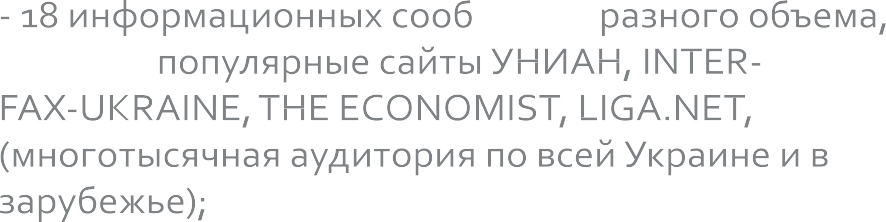 - 18 информационных сооб разного объема,
популярные сайты УНИАН, INTER-
FAX-UKRAINE, THE ECONOMIST, LIGA.NET,
(многотысячная аудитория по всей Украине и в
зарубежье);